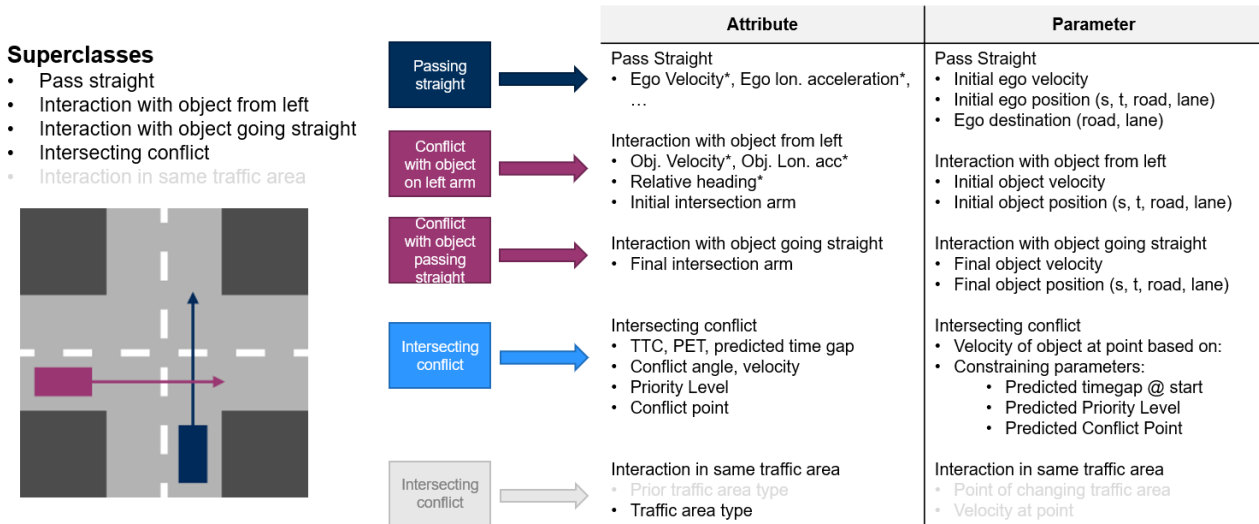 Superclasses
• Pass straight
• Interaction with object from left
• Interaction with object going straight
• Intersecting conflict
• Interaction in same traffic area
Passing
straight
Conflict
with object
on left arm
Conflict
with object
passing
straight
Intersecting
conflict
Intersecting
conflict
Attribute
Pass Straight
• Ego Velocity*, Ego lon. acceleration*,
…
Interaction with object from left
• Obj. Velocity*, Obj. Lon. acc*
• Relative heading*
• Initial intersection arm
Interaction with object going straight
• Final intersection arm
Intersecting conflict
• TTC, PET, predicted time gap
• Conflict angle, velocity
• Priority Level
• Conflict point
Interaction in same traffic area
• Prior traffic area type
• Traffic area type
Parameter
Pass Straight
• Initial ego velocity
• Initial ego position (s, t, road, lane)
• Ego destination (road, lane)
Interaction with object from left
• Initial object velocity
• Initial object position (s, t, road, lane)
Interaction with object going straight
• Final object velocity
• Final object position (s, t, road, lane)
Intersecting conflict
• Velocity of object at point based on:
• Constraining parameters:
• Predicted timegap @ start
• Predicted Priority Level
• Predicted Conflict Point
Interaction in same traffic area
• Point of changing traffic area
• Velocity at point